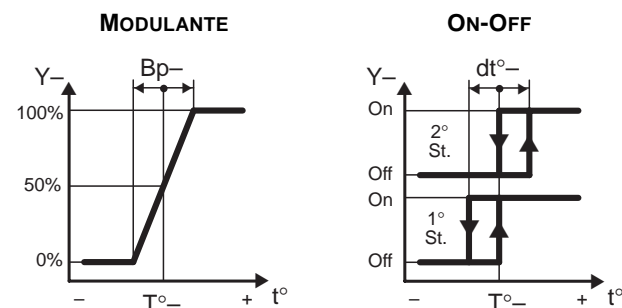 MODULANTE
Y–
Bp–
100%
50%
0%
–
T°–
+
t°
ON-OFF
Y–
dt°–
On
2°
St.
Off
On
1°
St.
Off
–
T°–
+
t°